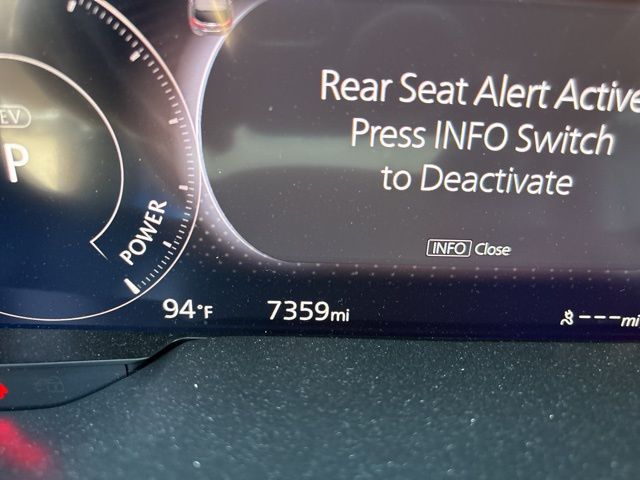 Rear Seat Alert Active
Press INFO Switch
to Deactivate
INFO Close
EV
P
POWER
94°F
7359mi
---mi